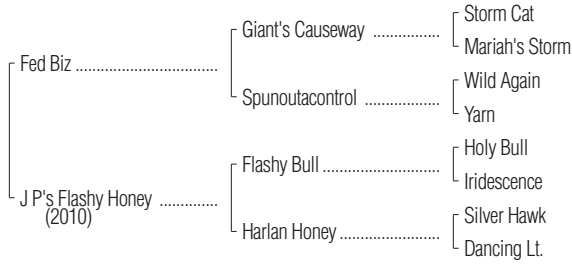 Storm Cat
Giant's Causeway ................
Mariah's Storm
Fed Biz ..................................
Wild Again
Spunoutacontrol ..................
Yarn
Holy Bull
Flashy Bull ............................
Iridescence
J P's Flashy Honey ..............
(2010)
Silver Hawk
Harlan Honey........................
Dancing Lt.